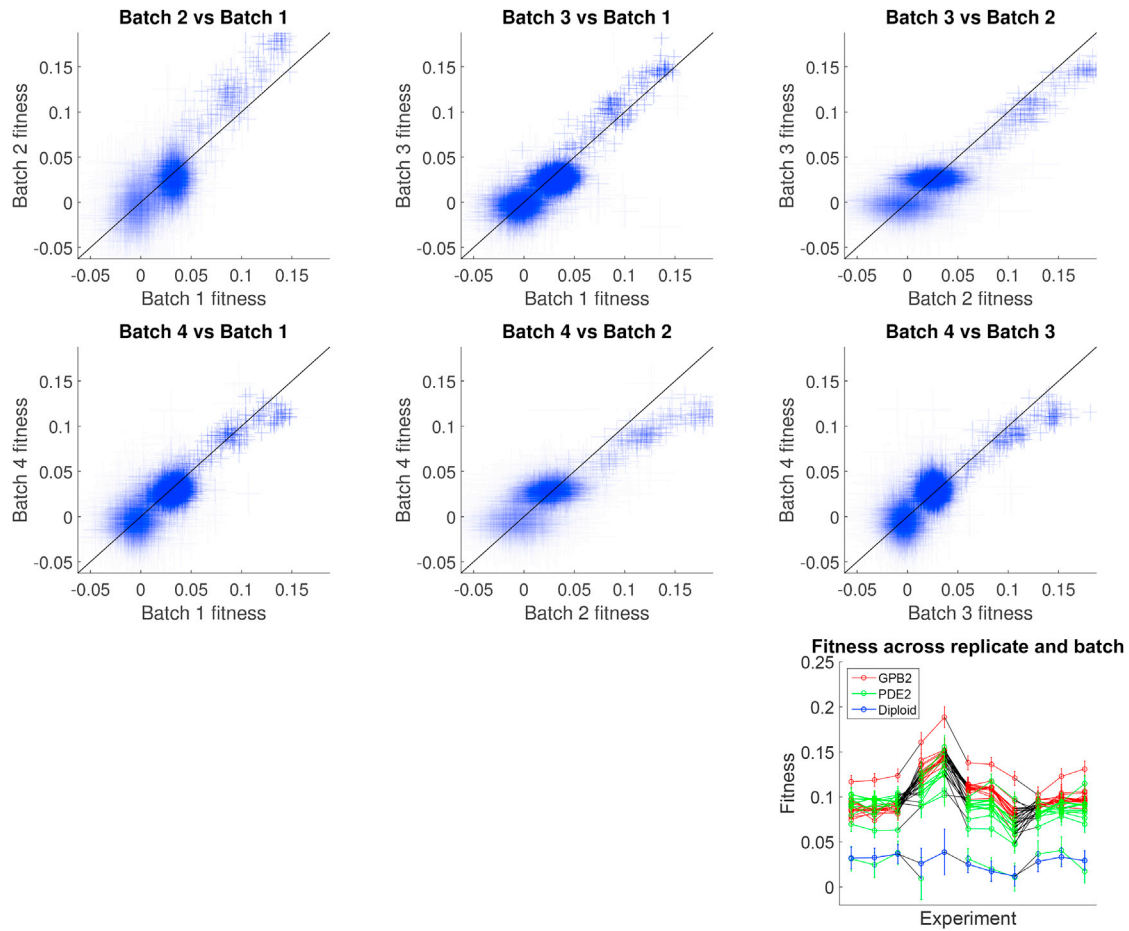 Batch 2 vs Batch 1
Batch 3 vs Batch 1
Batch 3 vs Batch 2
Batch 2 fitness
0.15
0.1
0.05
0
-0.05
-0.05 0 0.05 0.1 0.15
Batch 1 fitness
Batch 3 fitness
0.15
0.1
0.05
0
-0.05
-0.05 0 0.05 0.1 0.15
Batch 1 fitness
Batch 3 fitness
0.15
0.1
0.05
0
-0.05
-0.05 0 0.05 0.1 0.15
Batch 2 fitness
Batch 4 vs Batch 1
Batch 4 vs Batch 2
Batch 4 vs Batch 3
Batch 4 fitness
0.15
0.1
0.05
0
-0.05
-0.05 0 0.05 0.1 0.15
Batch 1 fitness
Batch 4 fitness
0.15
0.1
0.05
0
-0.05
-0.05 0 0.05 0.1 0.15
Batch 2 fitness
Batch 4 fitness
0.15
0.1
0.05
0
-0.05
-0.05 0 0.05 0.1 0.15
Batch 3 fitness
Fitness across replicate and batch
Fitness
0.25
0.2
0.15
0.1
0.05
0
GPB2
PDE2
Diploid
Experiment